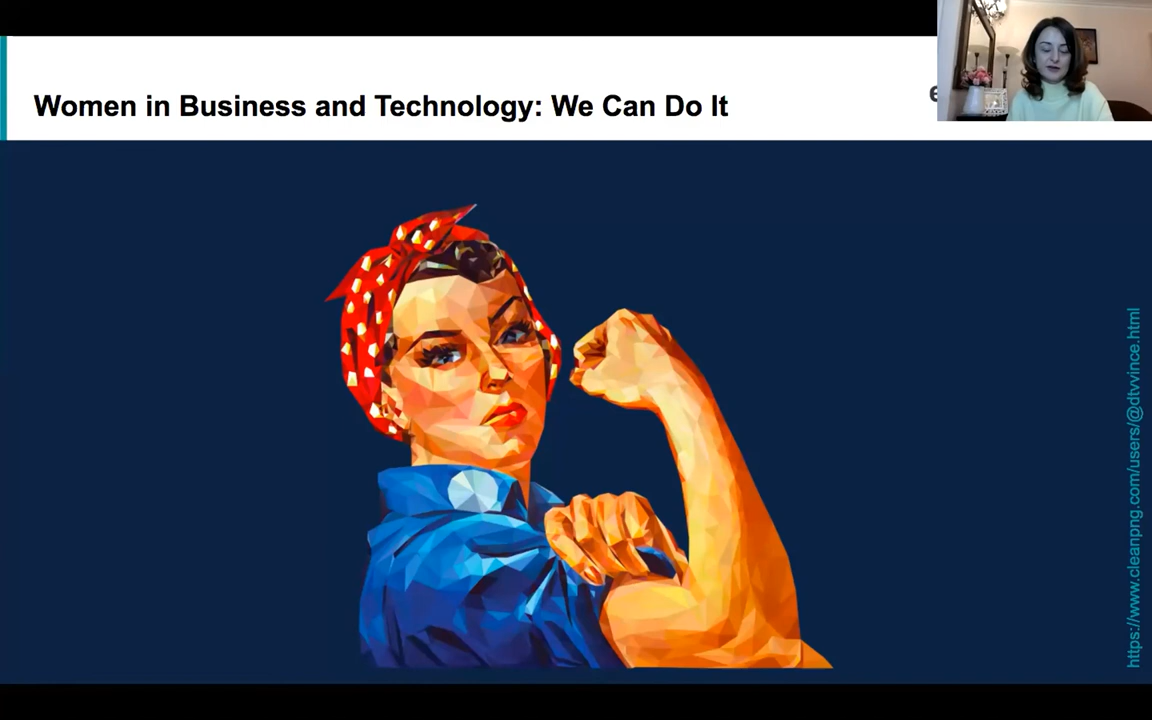 Women in Business and Technology: We Can Do It
https://www.cleanpng.com/users/@dtvvince.html